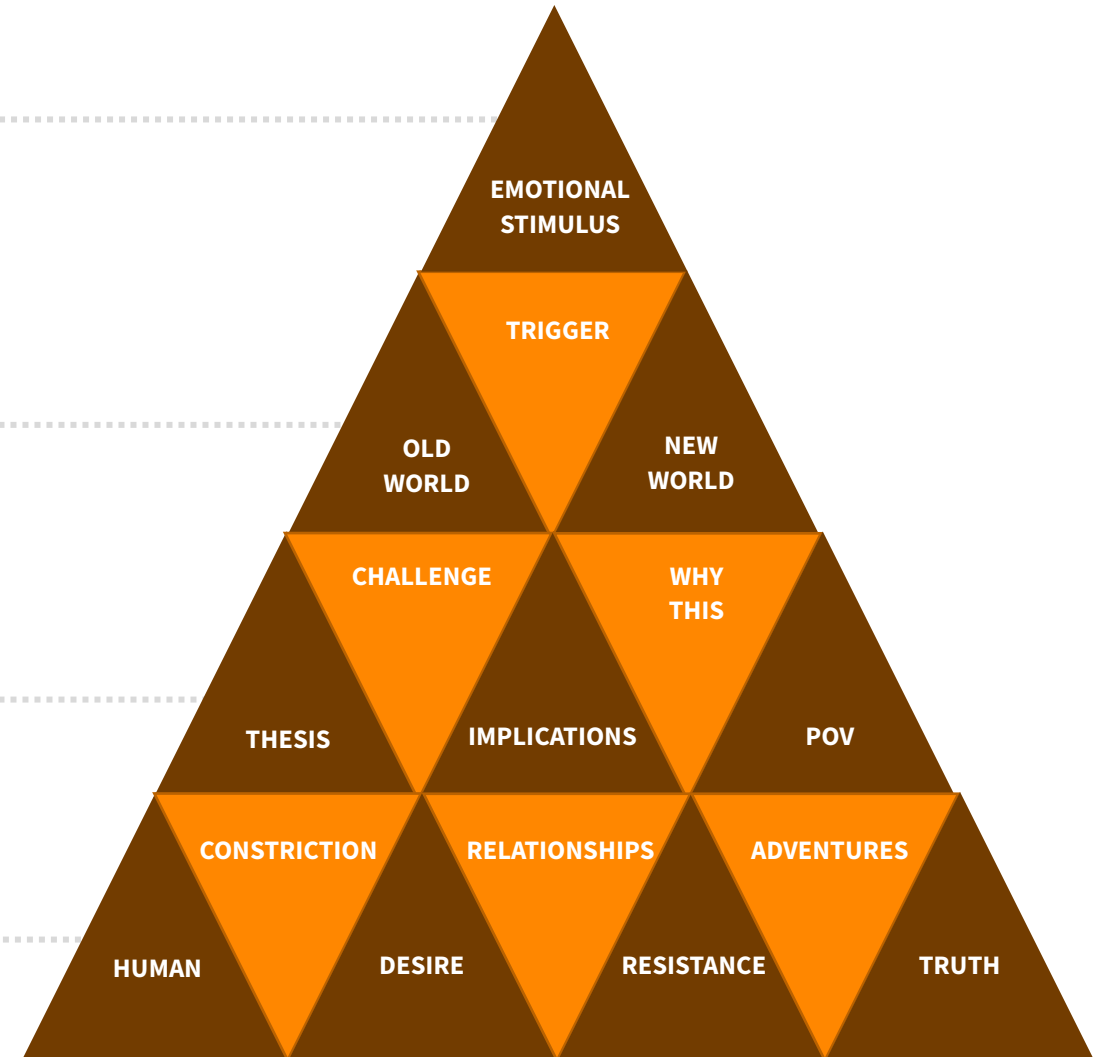 EMOTIONAL
STIMULUS
TRIGGER
OLD
WORLD
NEW
WORLD
CHALLENGE
WHY
THIS
THESIS
IMPLICATIONS
POV
CONSTRICTION
RELATIONSHIPS
ADVENTURES
HUMAN
DESIRE
RESISTANCE
TRUTH